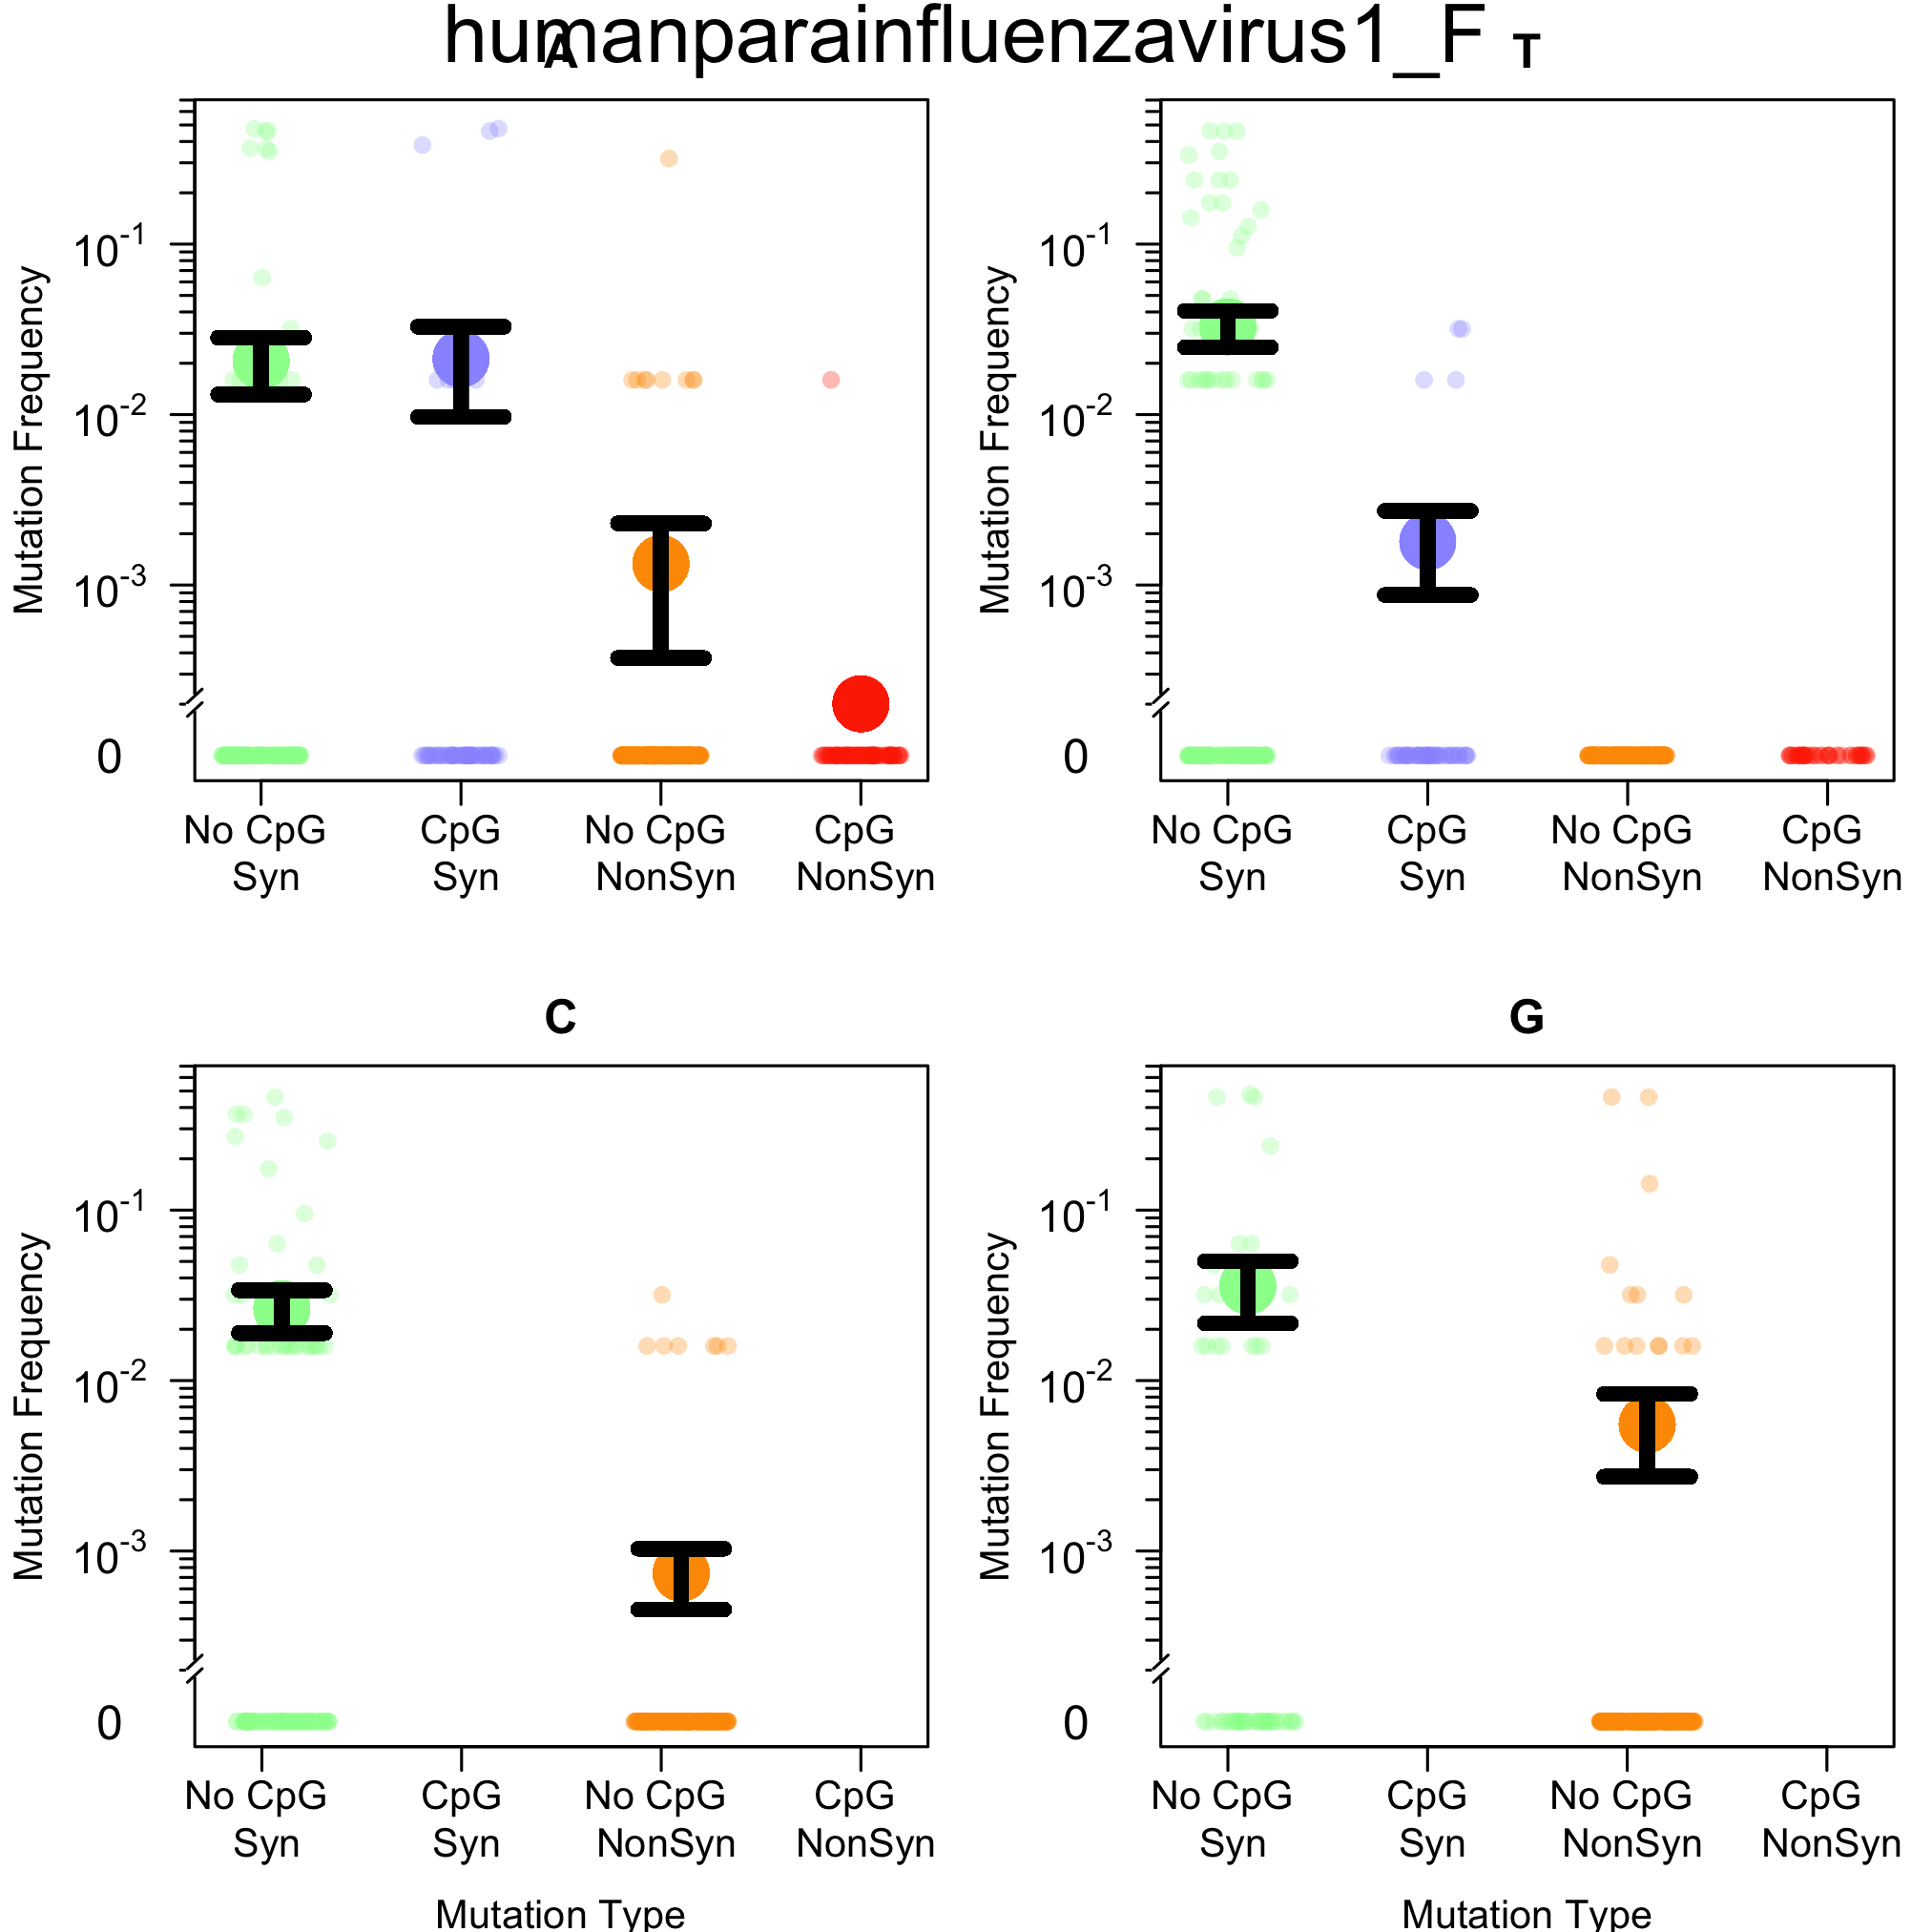 humanparainfluenzavirus1_F
A
T
Mutation Frequency
10-1
10-2
10-3
0
No CpG Syn
CpG Syn
No CpG NonSyn
CpG NonSyn
Mutation Frequency
10-1
10-2
10-3
0
No CpG Syn
CpG Syn
No CpG NonSyn
CpG NonSyn
C
Mutation Frequency
10-1
10-2
10-3
0
No CpG Syn
CpG Syn
No CpG NonSyn
CpG NonSyn
Mutation Type
G
Mutation Frequency
10-1
10-2
10-3
0
No CpG Syn
CpG Syn
No CpG NonSyn
CpG NonSyn
Mutation Type